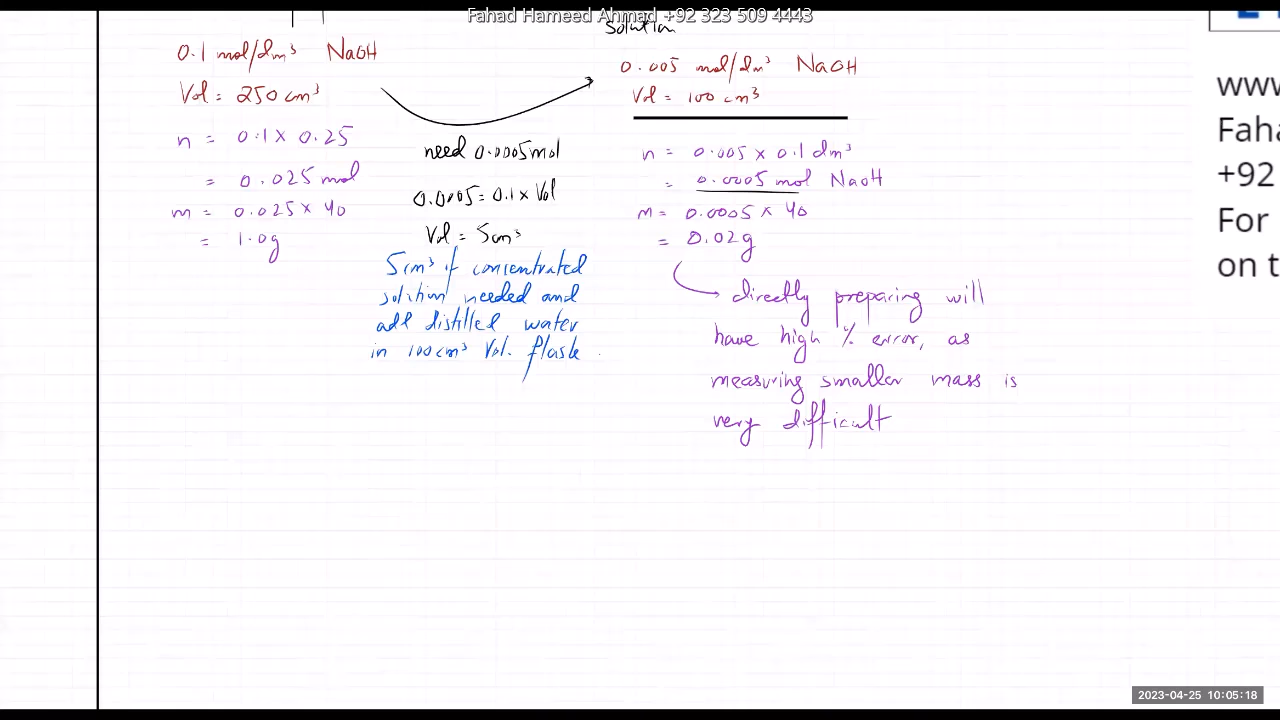 Fahad Hameed Ahmad +92 323 509 4443
Solution
0.1 mol/dm³ NaOH
Vol = 250 cm³
n = 0.1 x 0.25
= 0.025 mol
m = 0.025 x 40
= 1.0g
need 0.0005 mol
0.0005 = 0.1 x Vol
Vol = 5cm³
5cm³ if concentrated
solution needed and
add distilled water
in 100cm³ Vol. flask.
0.005 mol/dm³ NaOH
Vol = 100 cm³
n = 0.005 x 0.1 dm³
= 0.0005 mol NaOH
m = 0.0005 x 40
= 0.02g
directly preparing will
have high % error, as
measuring smaller mass is
very difficult
www
Faha
+92
For
on t
2023-04-25 10:05:18